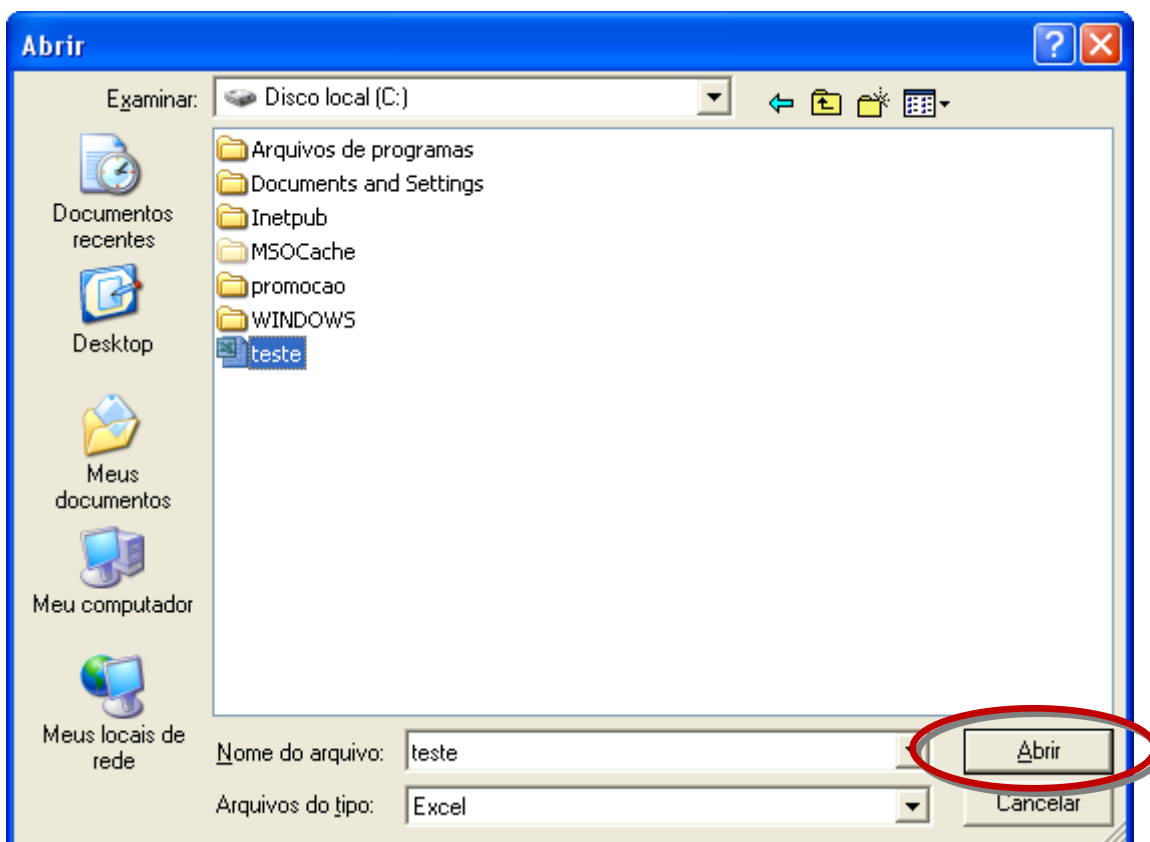 Abrir
Examinar:
Disco local (C:)
Arquivos de programas
Documents and Settings
Inetpub
MSOCache
promocao
WINDOWS
teste
Documentos
recentes
Desktop
Meus
documentos
Meu computador
Meus locais de
rede
Nome do arquivo:
teste
Abrir
Arquivos do tipo:
Excel
Cancelar